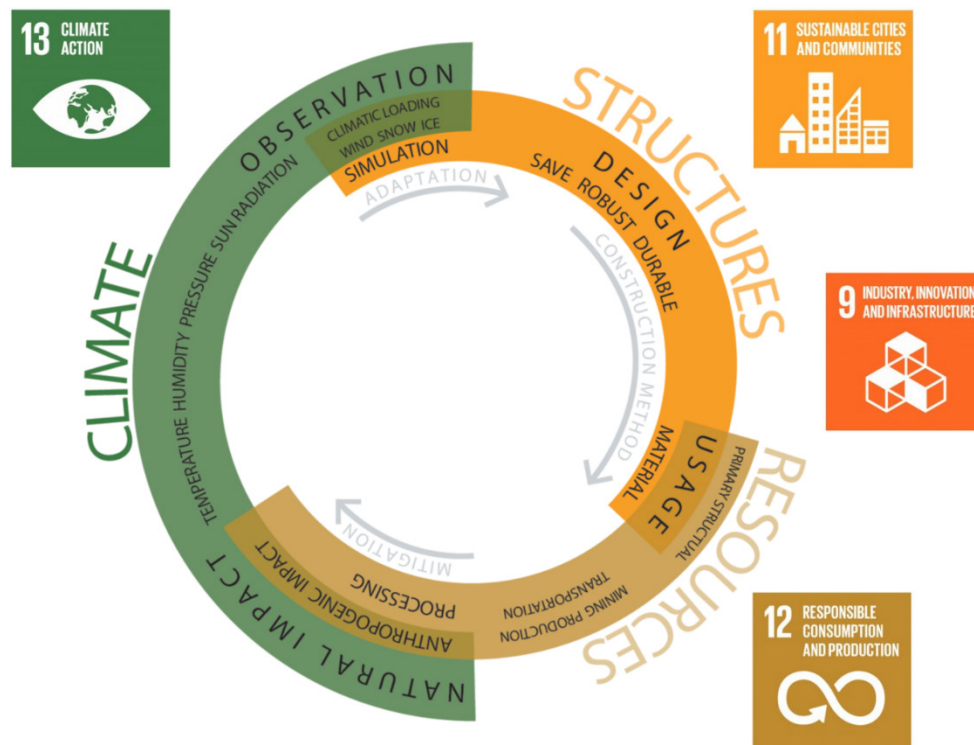 13 CLIMATE
ACTION
11 SUSTAINABLE CITIES
AND COMMUNITIES
9 INDUSTRY, INNOVATION
AND INFRASTRUCTURE
12 RESPONSIBLE
CONSUMPTION
AND PRODUCTION
CLIMATE
OBSERVATION
TEMPERATURE HUMIDITY PRESSURE SUN RADIATION
NATURAL IMPACT
CLIMATIC LOADING
WIND SNOW ICE
SIMULATION
ADAPTATION
STRUCTURES
DESIGN
SAVE ROBUST DURABLE
CONSTRUCTION METHOD
MATERIAL
USAGE
PRIMARY STRUCTUAL
RESOURCES
MINING PRODUCTION
TRANSPORTATION
PROCESSING
ANTHROPOGENIC IMPACT
MITIGATION